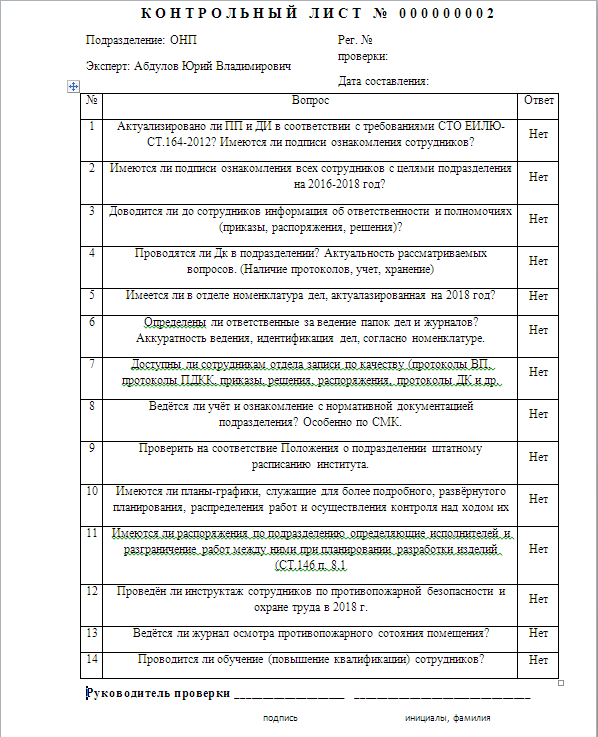 КОНТРОЛЬНЫЙ ЛИСТ № 000000002
Подразделение: ОНП
Рег. №
проверки:
Эксперт: Абдулов Юрий Владимирович
Дата составления:
№ Вопрос Ответ
1 Актуализировано ли ПП и ДИ в соответствии с требованиями СТО ЕИЛЮ-
СТ.164-2012? Имеются ли подписи ознакомления сотрудников? Нет
2 Имеются ли подписи ознакомления всех сотрудников с целями подразделения
на 2016-2018 год? Нет
3 Доводится ли до сотрудников информация об ответственности и полномочиях
(приказы, распоряжения, решения)? Нет
4 Проводятся ли Дк в подразделении? Актуальность рассматриваемых
вопросов. (Наличие протоколов, учет, хранение) Нет
5 Имеется ли в отделе номенклатура дел, актуалазированная на 2018 год? Нет
6 Определены ли ответственные за ведение папок дел и журналов?
Аккуратность ведения, идентификация дел, согласно номенклатуре. Нет
7 Доступны ли сотрудникам отдела записи по качеству (протоколы ВП,
протоколы ПДКК, приказы, решения, распоряжения, протоколы ДК и др. Нет
8 Ведётся ли учёт и ознакомление с нормативной документацией
подразделения? Особенно по СМК. Нет
9 Проверить на соответствие Положения о подразделении штатному
расписанию института. Нет
10 Имеются ли планы-графики, служащие для более подробного, развёрнутого
планирования, распределения работ и осуществления контроля над ходом их Нет
11 Имеются ли распоряжения по подразделению определяющие исполнителей и
разграничение работ между ними при планировании разработки изделий
(СТ.146 п. 8.1 Нет
12 Проведён ли инструктаж сотрудников по противопожарной безопасности и
охране труда в 2018 г. Нет
13 Ведётся ли журнал осмотра противопожарного сотояния помещения? Нет
14 Проводится ли обучение (повышение квалификации) сотрудников? Нет
Руководитель проверки ____________________ ________________________________
подпись инициалы, фамилия